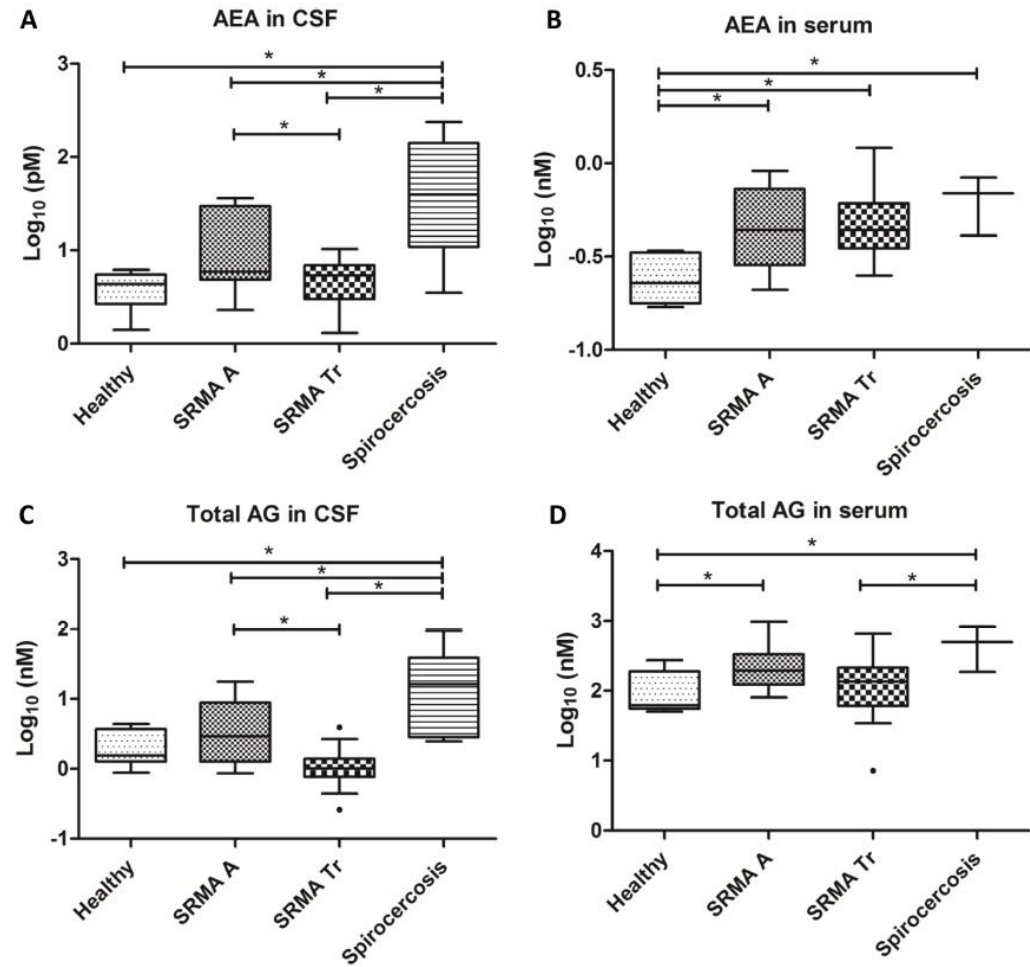 A
AEA in CSF
Log10 (pM)
3
2
1
0
*
*
*
*
Healthy
SRMA A
SRMA Tr
Spirocercosis
B
AEA in serum
Log10 (nM)
0.5
0.0
-0.5
-1.0
*
*
*
Healthy
SRMA A
SRMA Tr
Spirocercosis
C
Total AG in CSF
Log10 (nM)
3
2
1
0
-1
*
*
*
*
Healthy
SRMA A
SRMA Tr
Spirocercosis
D
Total AG in serum
Log10 (nM)
4
3
2
1
0
*
*
*
Healthy
SRMA A
SRMA Tr
Spirocercosis